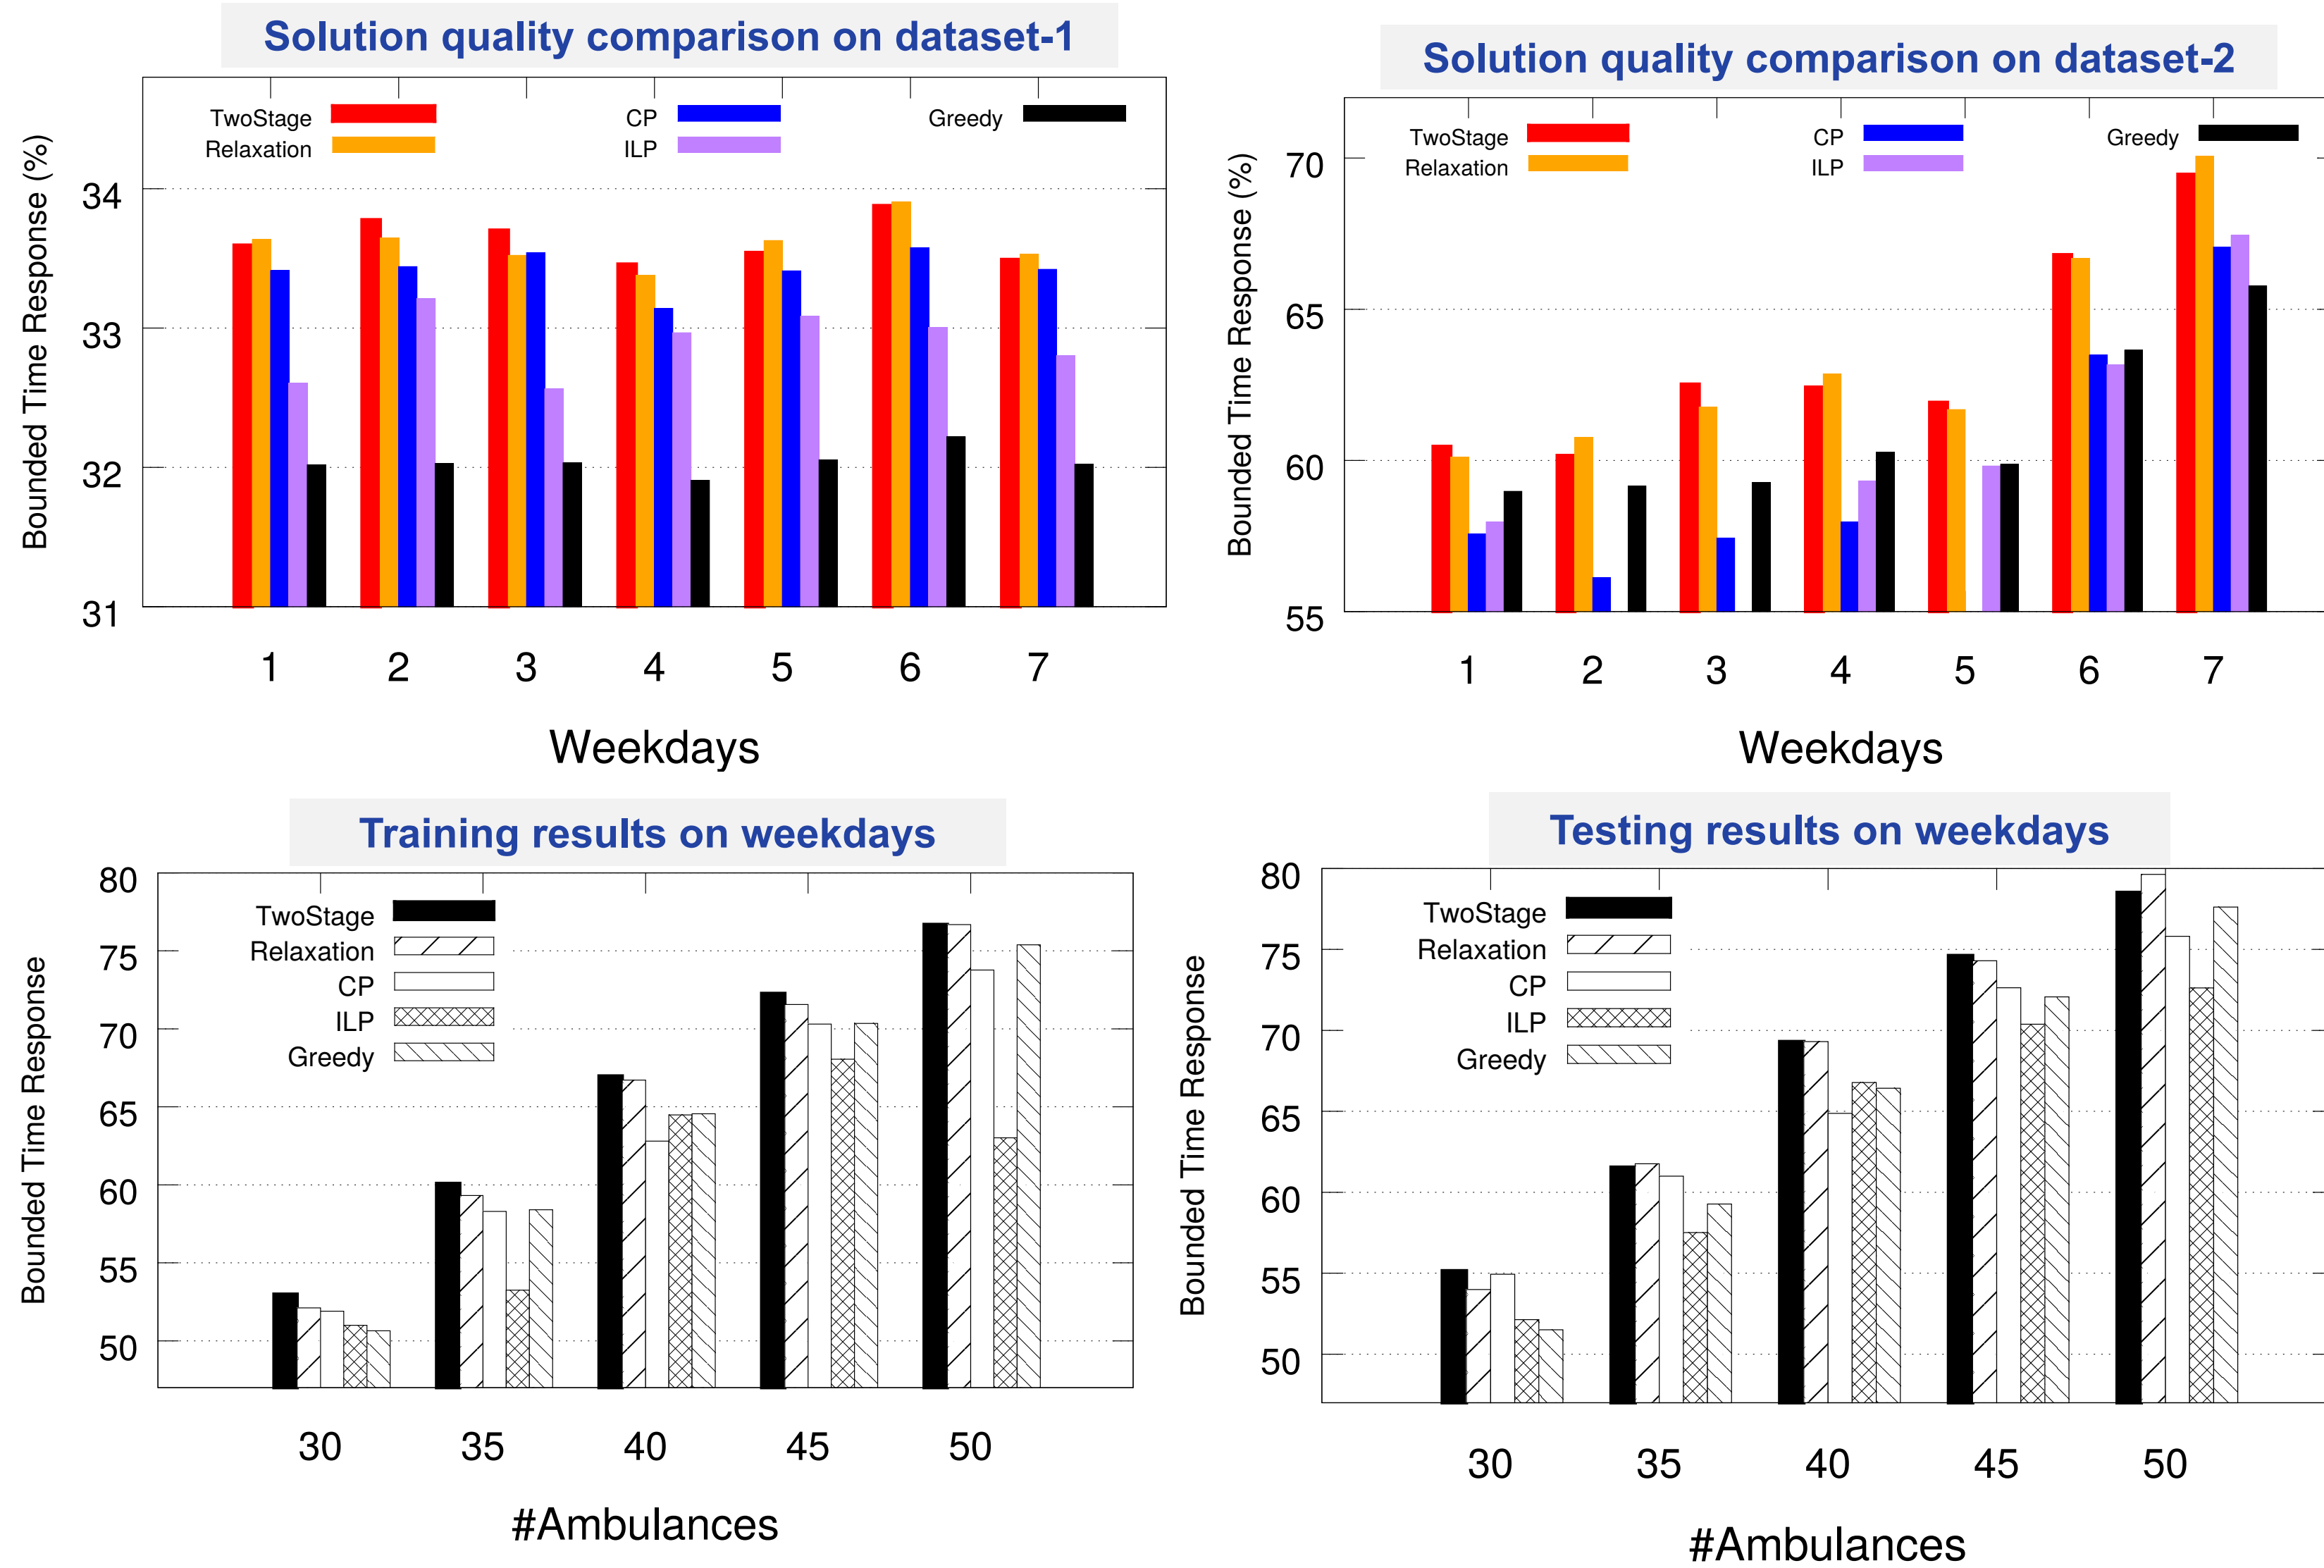 Solution quality comparison on dataset-1
TwoStage
CP
Greedy
Relaxation
ILP
Bounded Time Response (%)
34
33
32
31
1 2 3 4 5 6 7
Weekdays
Solution quality comparison on dataset-2
TwoStage
CP
Greedy
Relaxation
ILP
Bounded Time Response (%)
70
65
60
55
1 2 3 4 5 6 7
Weekdays
Training results on weekdays
TwoStage
Relaxation
CP
ILP
Greedy
Bounded Time Response
80
75
70
65
60
55
50
30 35 40 45 50
#Ambulances
Testing results on weekdays
TwoStage
Relaxation
CP
ILP
Greedy
Bounded Time Response
80
75
70
65
60
55
50
30 35 40 45 50
#Ambulances